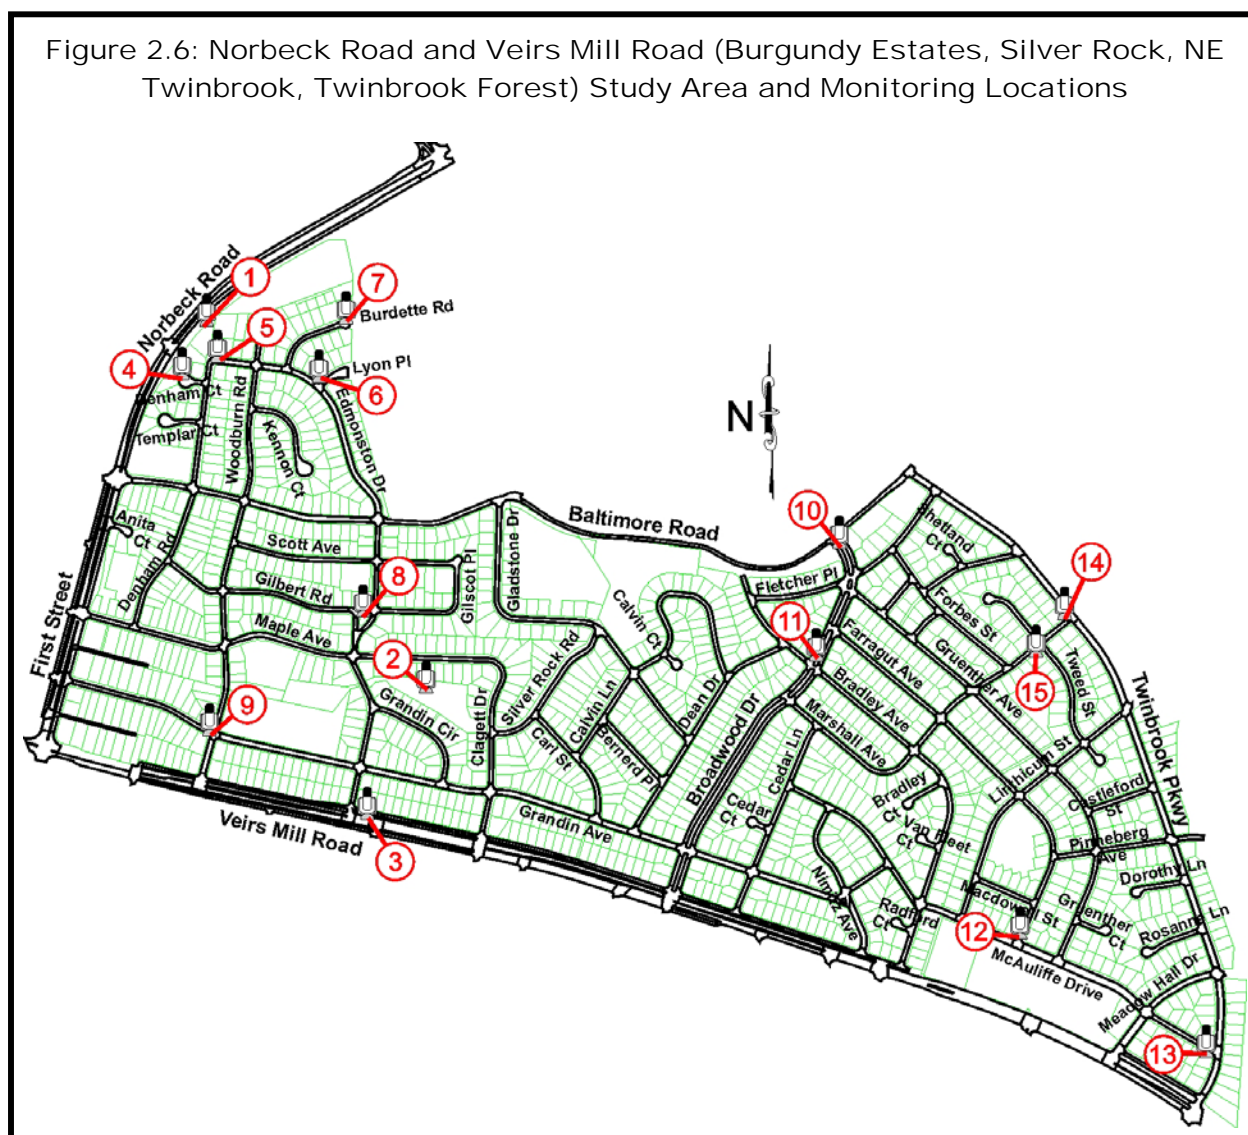 Figure 2.6: Norbeck Road and Veirs Mill Road (Burgundy Estates, Silver Rock, NE
Twinbrook, Twinbrook Forest) Study Area and Monitoring Locations
Norbeck Road
1
7
Burdette Rd
5
Lyon Pl
4
6
Denham Ct
Templar Ct
Woodburn Rd
Kennon Ct
Edmonston Dr
N
Baltimore Road
10
Anita
Ct
Denham Rd
Scott Ave
Gilbert Rd
8
Gilscot Pl
Gladstone Dr
Maple Ave
First Street
2
9
Grandin Cir
Clagett Dr
Silver Rock Rd
Calvin Ct
Calvin Ln
Carl St
Bernerd Pl
Dean Dr
Broadwood Dr
Fletcher Pl
11
Shetland
Ct
Forbes St
14
Farragut Ave
Gruenther Ave
15
Tweed St
Bradley Ave
Marshall Ave
Twinbrook Pkwy
Linthicum St
Castleford
St
Pinneberg
Ave
Dorothy Ln
Rosanne Ln
Veirs Mill Road
3
Grandin Ave
Cedar Ln
Cedar
Ct
Bradley
Ct
Van Fleet
Ct
Nimitz Ave
Radford
Ct
Macdowell St
Gruenther
Ct
12
McAuliffe Drive
Meadow Hall Dr
13